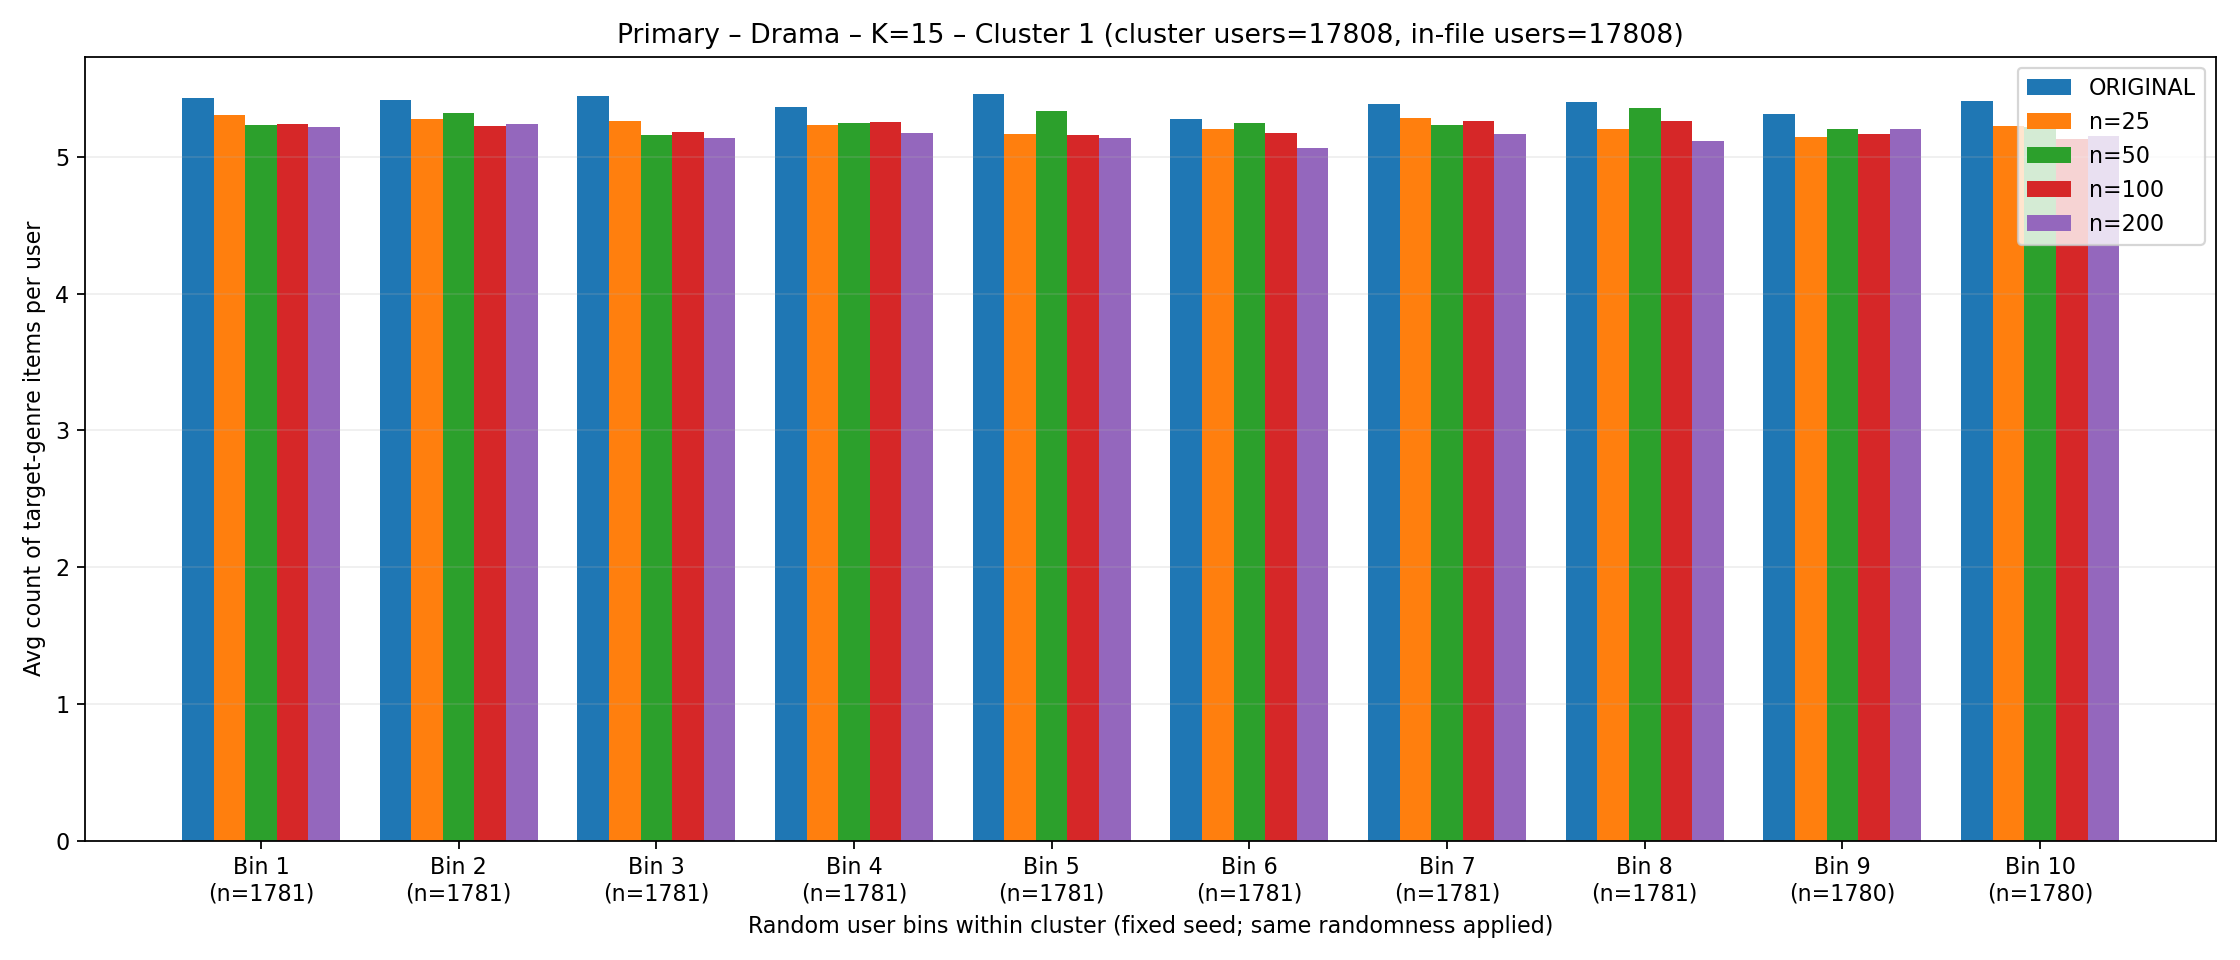 Primary – Drama – K=15 – Cluster 1 (cluster users=17808, in-file users=17808)
ORIGINAL
n=25
n=50
n=100
n=200
Avg count of target-genre items per user
5
4
3
2
1
0
Bin 1 Bin 2 Bin 3 Bin 4 Bin 5 Bin 6 Bin 7 Bin 8 Bin 9 Bin 10
(n=1781) (n=1781) (n=1781) (n=1781) (n=1781) (n=1781) (n=1781) (n=1781) (n=1780) (n=1780)
Random user bins within cluster (fixed seed; same randomness applied)